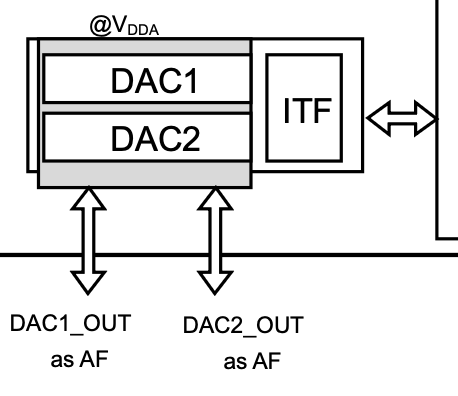 @VDDA
DAC1
DAC2
ITF
DAC1_OUT
as AF
DAC2_OUT
as AF